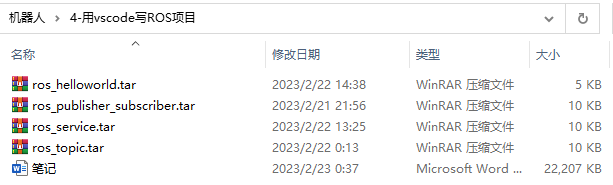 机器人 > 4-用vscode写ROS项目
名称 修改日期 类型 大小
ros_helloworld.tar 2023/2/22 14:38 WinRAR 压缩文件 5 KB
ros_publisher_subscriber.tar 2023/2/21 21:56 WinRAR 压缩文件 10 KB
ros_service.tar 2023/2/22 13:25 WinRAR 压缩文件 10 KB
ros_topic.tar 2023/2/22 0:13 WinRAR 压缩文件 10 KB
笔记 2023/2/23 0:37 Microsoft Word ... 22,207 KB